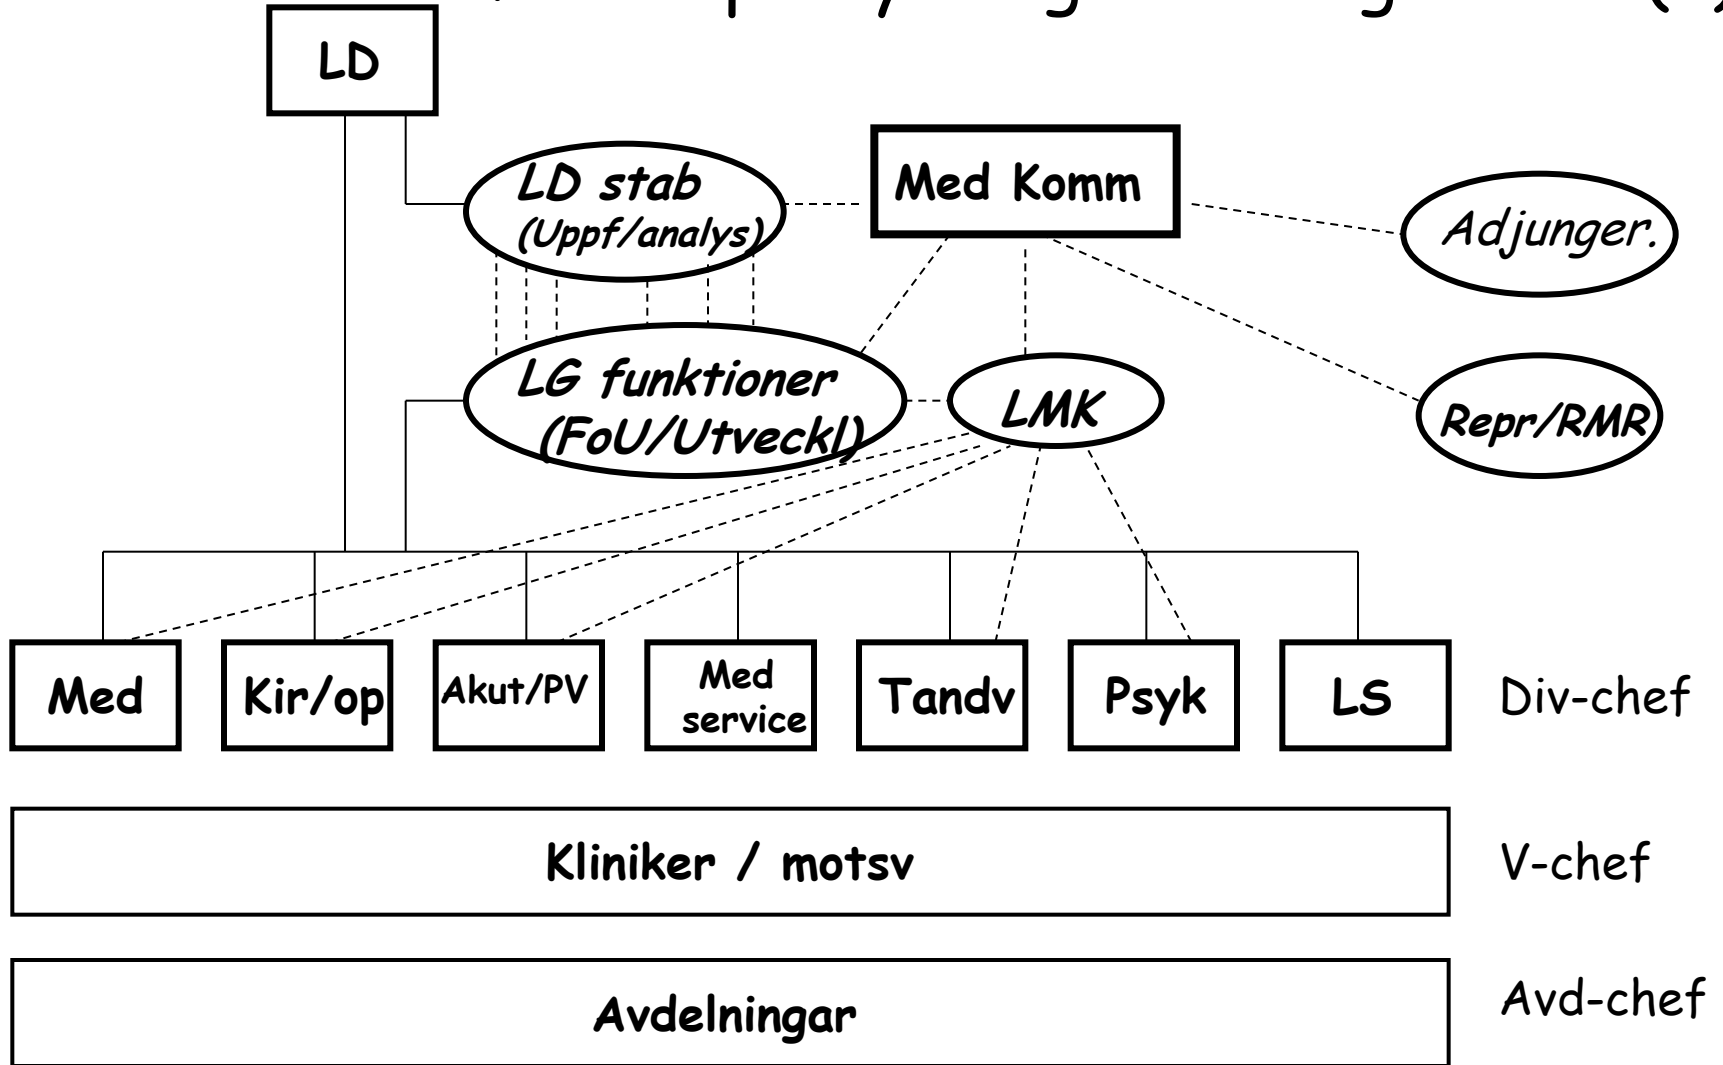 LD
LD stab
(Uppf/analys)
Med Komm
Adjunger.
LG funktioner
(FoU/Utveckl)
LMK
Repr/RMR
Med
Kir/op
Akut/PV
Med
service
Tandv
Psyk
LS
Div-chef
Kliniker / motsv
V-chef
Avdelningar
Avd-chef